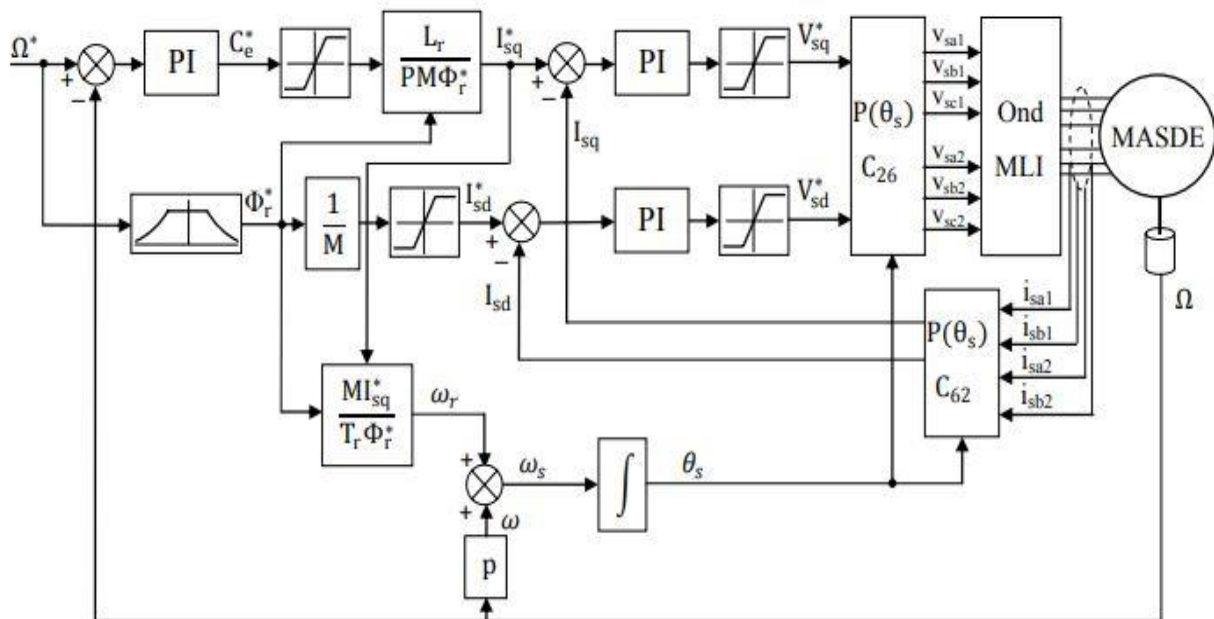 Ω*
+
−
PI
C*e
Lr
PMΦ*r
I*sq
+
−
PI
V*sq
P(θs)
C26
vsa1
vsb1
vsc1
vsa2
vsb2
vsc2
Ond
MLI
MASDE
Isq
Φ*r
1
M
I*sd
+
−
PI
V*sd
Isd
P(θs)
C62
isa1
isb1
isa2
isb2
Ω
MI*sq
TrΦ*r
ωr
+
+
ωs
∫
θs
ω
p